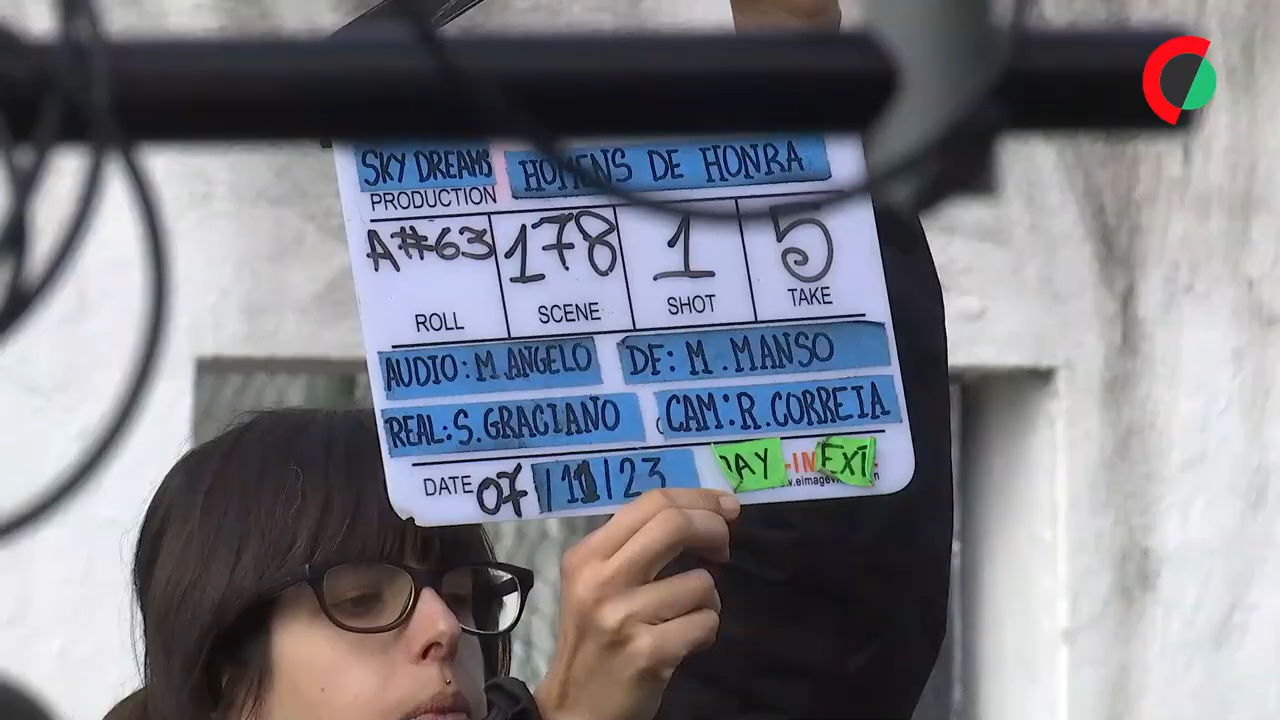 SKY DREAMS HOMENS DE HONRA
PRODUCTION
A#63 178 1 5
ROLL SCENE SHOT TAKE
AUDIO: M.ANGELO DF: M. MANSO
REAL: S. GRACIANO CAM: R. CORREIA
DATE 07/11/23 DAY EXT